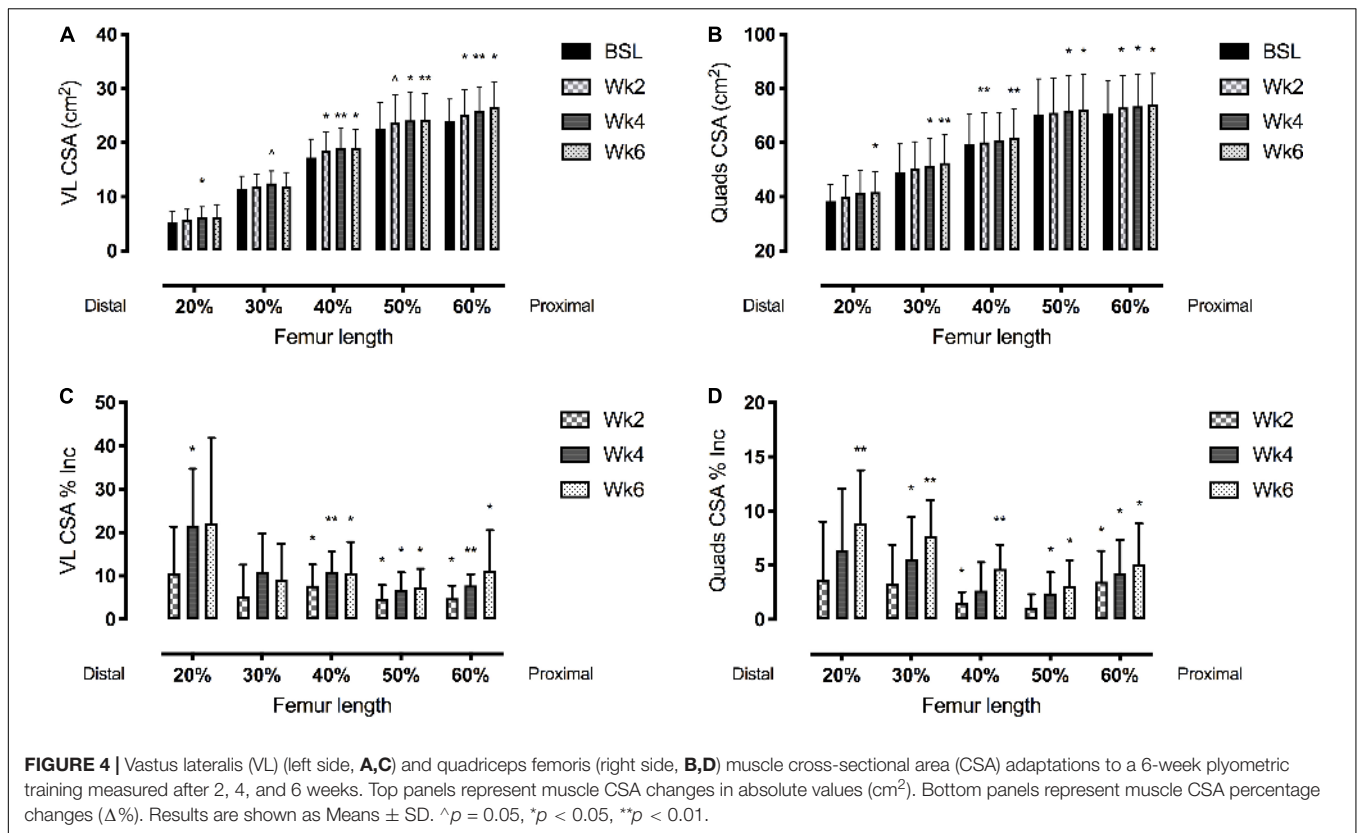 A
VL CSA (cm²)
40
30
20
10
0
^ * **
* ** *
^ * **
* ** *
BSL
Wk2
Wk4
Wk6
Distal 20% 30% 40% 50% 60% Proximal
Femur length
B
Quads CSA (cm²)
100
80
60
40
20
*
* **
** **
* *
* * *
BSL
Wk2
Wk4
Wk6
Distal 20% 30% 40% 50% 60% Proximal
Femur length
C
VL CSA % Inc
50
40
30
20
10
0
*
* ** *
* * *
* ** *
Wk2
Wk4
Wk6
Distal 20% 30% 40% 50% 60% Proximal
Femur length
D
Quads CSA % Inc
20
15
10
5
0
**
* **
* **
* *
* * *
Wk2
Wk4
Wk6
Distal 20% 30% 40% 50% 60% Proximal
Femur length
FIGURE 4 | Vastus lateralis (VL) (left side, A,C) and quadriceps femoris (right side, B,D) muscle cross-sectional area (CSA) adaptations to a 6-week plyometric
training measured after 2, 4, and 6 weeks. Top panels represent muscle CSA changes in absolute values (cm²). Bottom panels represent muscle CSA percentage
changes (Δ%). Results are shown as Means ± SD. ^p = 0.05, *p < 0.05, **p < 0.01.